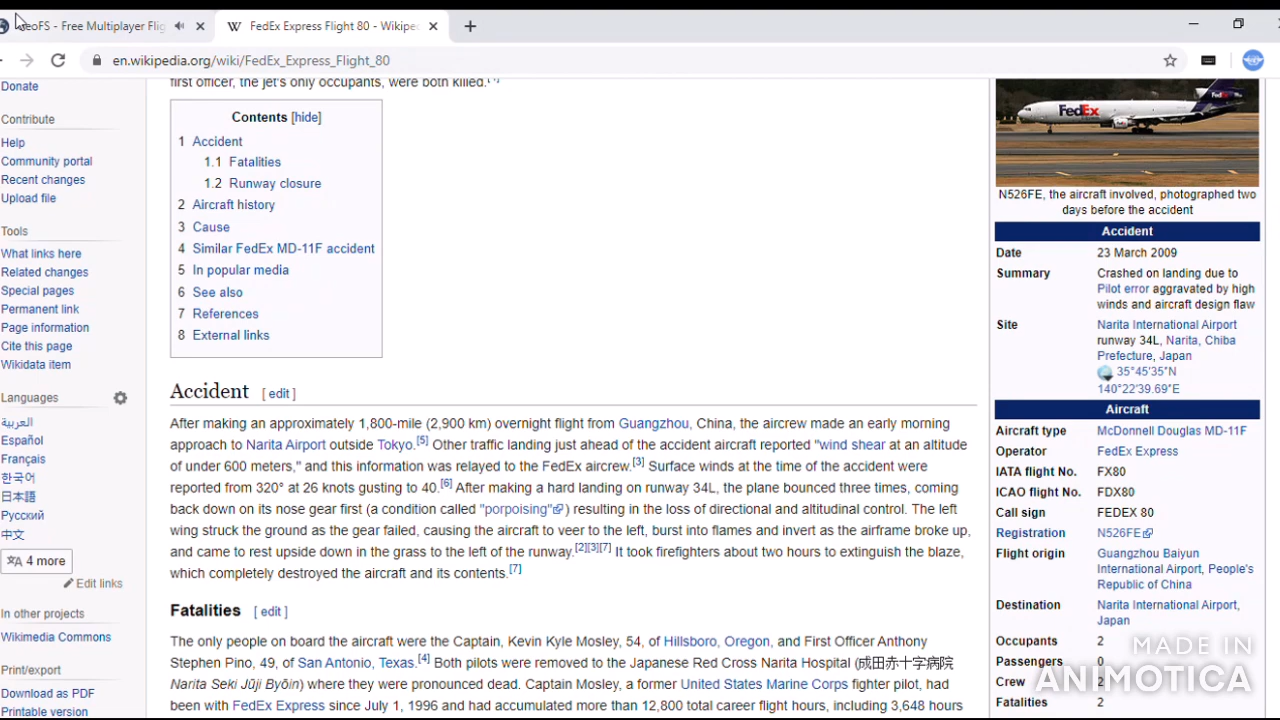 GeoFS - Free Multiplayer Flig
FedEx Express Flight 80 - Wikipe
en.wikipedia.org/wiki/FedEx_Express_Flight_80
Donate
Contribute
Help
Community portal
Recent changes
Upload file
Tools
What links here
Related changes
Special pages
Permanent link
Page information
Cite this page
Wikidata item
Languages
العربية
Español
Français
한국어
日本語
Русский
中文
4 more
Edit links
In other projects
Wikimedia Commons
Print/export
Download as PDF
Printable version
first officer, the jet's only occupants, were both killed.
Contents [hide]
1 Accident
1.1 Fatalities
1.2 Runway closure
2 Aircraft history
3 Cause
4 Similar FedEx MD-11F accident
5 In popular media
6 See also
7 References
8 External links
Accident [ edit ]
After making an approximately 1,800-mile (2,900 km) overnight flight from Guangzhou, China, the aircrew made an early morning
approach to Narita Airport outside Tokyo.[5] Other traffic landing just ahead of the accident aircraft reported "wind shear at an altitude
of under 600 meters," and this information was relayed to the FedEx aircrew.[3] Surface winds at the time of the accident were
reported from 320° at 26 knots gusting to 40.[6] After making a hard landing on runway 34L, the plane bounced three times, coming
back down on its nose gear first (a condition called "porpoising") resulting in the loss of directional and altitudinal control. The left
wing struck the ground as the gear failed, causing the aircraft to veer to the left, burst into flames and invert as the airframe broke up,
and came to rest upside down in the grass to the left of the runway.[2][3][7] It took firefighters about two hours to extinguish the blaze,
which completely destroyed the aircraft and its contents.[7]
Fatalities [ edit ]
The only people on board the aircraft were the Captain, Kevin Kyle Mosley, 54, of Hillsboro, Oregon, and First Officer Anthony
Stephen Pino, 49, of San Antonio, Texas.[4] Both pilots were removed to the Japanese Red Cross Narita Hospital (成田赤十字病院
Narita Seki Jūji Byōin) where they were pronounced dead. Captain Mosley, a former United States Marine Corps fighter pilot, had
been with FedEx Express since July 1, 1996 and had accumulated more than 12,800 total career flight hours, including 3,648 hours
FedEx
FedEx
N526FE, the aircraft involved, photographed two
days before the accident
Accident
Date 23 March 2009
Summary Crashed on landing due to
Pilot error aggravated by high
winds and aircraft design flaw
Site Narita International Airport
runway 34L, Narita, Chiba
Prefecture, Japan
35°45′35″N
140°22′39.69″E
Aircraft
Aircraft type McDonnell Douglas MD-11F
Operator FedEx Express
IATA flight No. FX80
ICAO flight No. FDX80
Call sign FEDEX 80
Registration N526FE
Flight origin Guangzhou Baiyun
International Airport, People's
Republic of China
Destination Narita International Airport,
Japan
Occupants 2
Passengers 0
Crew 2
Fatalities 2
MADE IN
ANIMOTICA